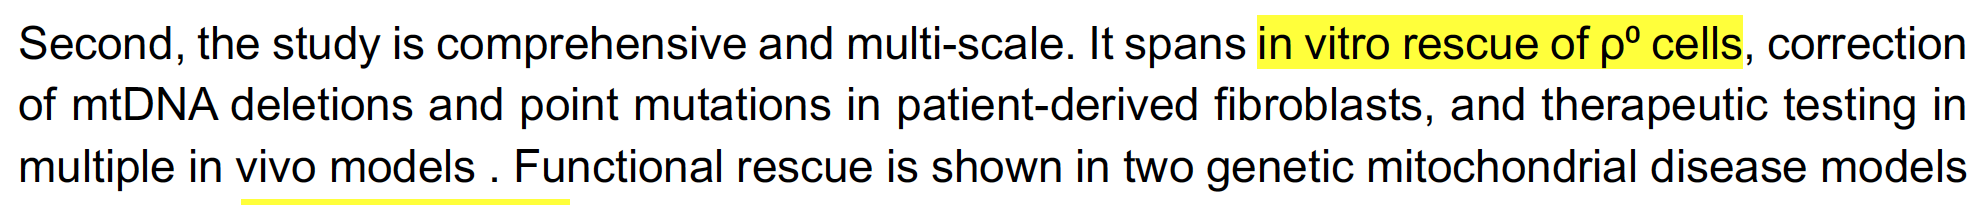 Second, the study is comprehensive and multi-scale. It spans in vitro rescue of ρº cells, correction
of mtDNA deletions and point mutations in patient-derived fibroblasts, and therapeutic testing in
multiple in vivo models . Functional rescue is shown in two genetic mitochondrial disease models